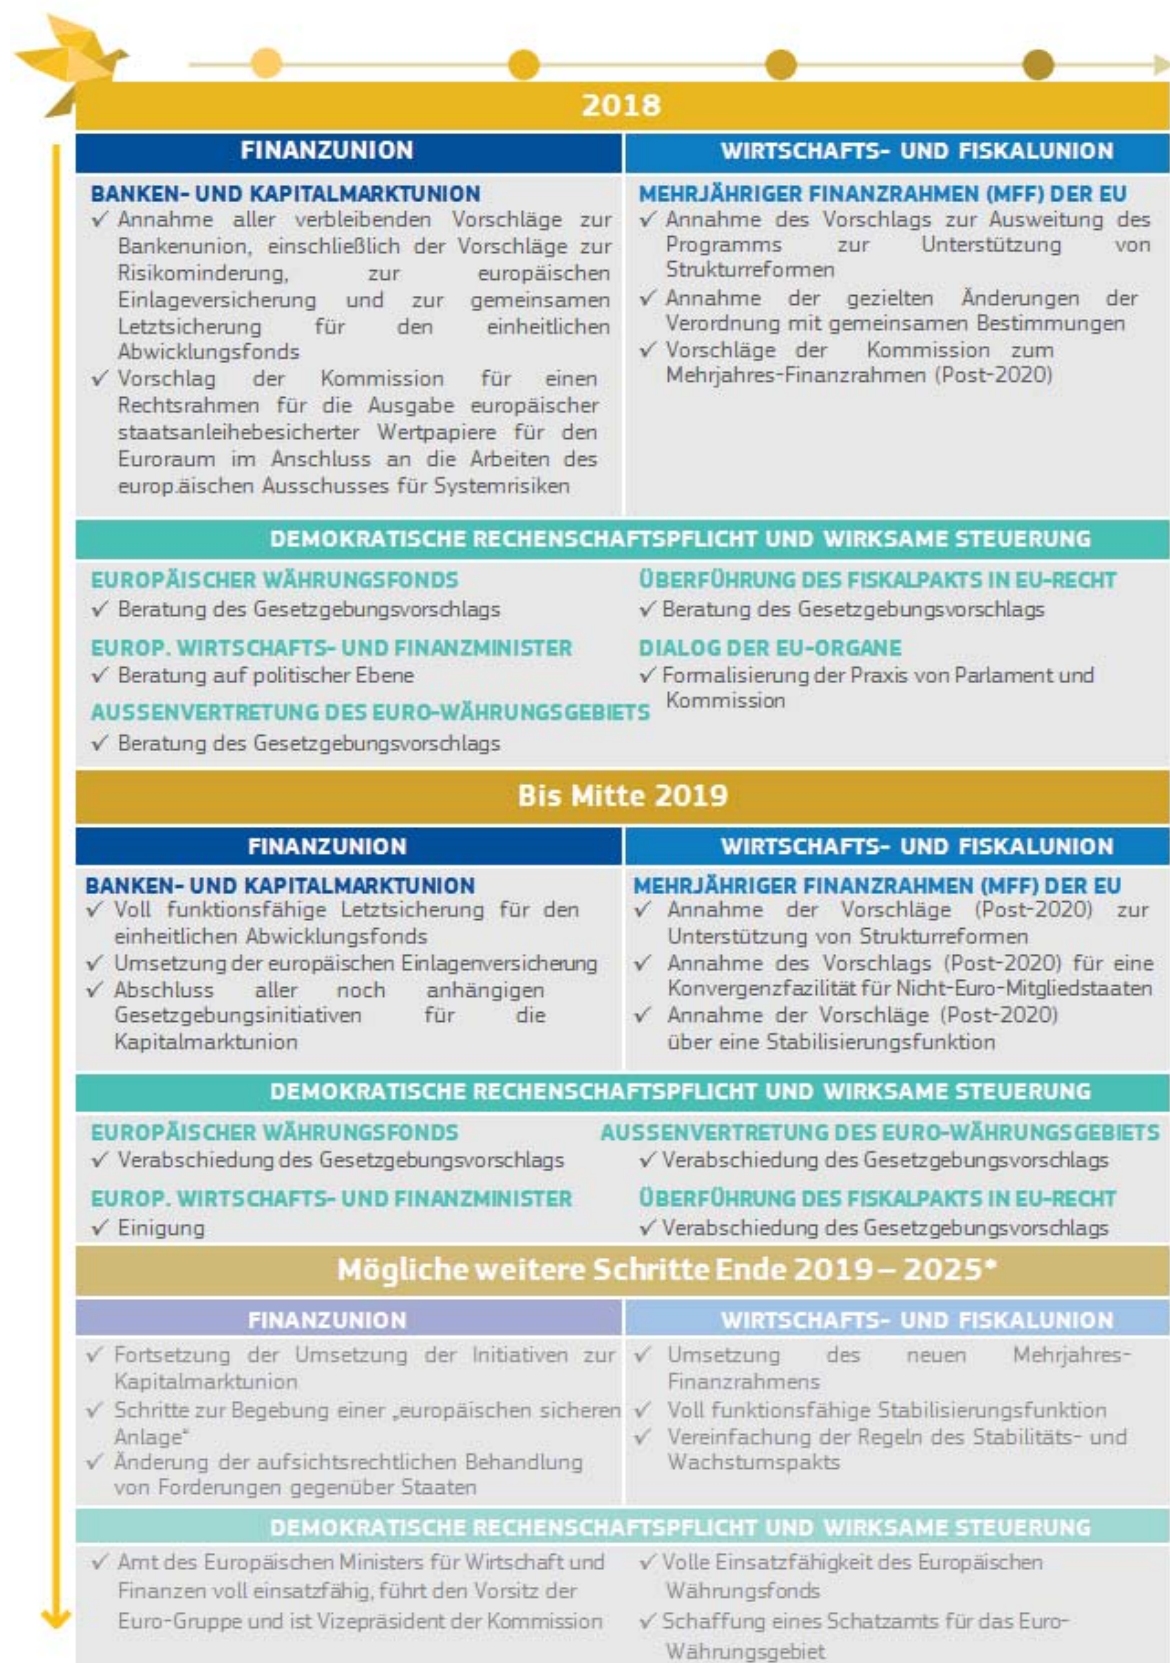 2018
FINANZUNION
BANKEN- UND KAPITALMARKTUNION
✓ Annahme aller verbleibenden Vorschläge zur
Bankenunion, einschließlich der Vorschläge zur
Risikominderung, zur europäischen
Einlageversicherung und zur gemeinsamen
Letztsicherung für den einheitlichen
Abwicklungsfonds
✓ Vorschlag der Kommission für einen
Rechtsrahmen für die Ausgabe europäischer
staatsanleihebesicherter Wertpapiere für den
Euroraum im Anschluss an die Arbeiten des
europ.äischen Ausschusses für Systemrisiken
WIRTSCHAFTS- UND FISKALUNION
MEHRJÄHRIGER FINANZRAHMEN (MFF) DER EU
✓ Annahme des Vorschlags zur Ausweitung des
Programms zur Unterstützung von
Strukturreformen
✓ Annahme der gezielten Änderungen der
Verordnung mit gemeinsamen Bestimmungen
✓ Vorschläge der Kommission zum
Mehrjahres-Finanzrahmen (Post-2020)
DEMOKRATISCHE RECHENSCHAFTSPFLICHT UND WIRKSAME STEUERUNG
EUROPÄISCHER WÄHRUNGSFONDS
✓ Beratung des Gesetzgebungsvorschlags
EUROP. WIRTSCHAFTS- UND FINANZMINISTER
✓ Beratung auf politischer Ebene
AUSSENVERTRETUNG DES EURO-WÄHRUNGSGEBIETS
✓ Beratung des Gesetzgebungsvorschlags
ÜBERFÜHRUNG DES FISKALPAKTS IN EU-RECHT
✓ Beratung des Gesetzgebungsvorschlags
DIALOG DER EU-ORGANE
✓ Formalisierung der Praxis von Parlament und
Kommission
Bis Mitte 2019
FINANZUNION
BANKEN- UND KAPITALMARKTUNION
✓ Voll funktionsfähige Letztsicherung für den
einheitlichen Abwicklungsfonds
✓ Umsetzung der europäischen Einlagenversicherung
✓ Abschluss aller noch anhängigen
Gesetzgebungsinitiativen für die
Kapitalmarktunion
WIRTSCHAFTS- UND FISKALUNION
MEHRJÄHRIGER FINANZRAHMEN (MFF) DER EU
✓ Annahme der Vorschläge (Post-2020) zur
Unterstützung von Strukturreformen
✓ Annahme des Vorschlags (Post-2020) für eine
Konvergenzfazilität für Nicht-Euro-Mitgliedstaaten
✓ Annahme der Vorschläge (Post-2020)
über eine Stabilisierungsfunktion
DEMOKRATISCHE RECHENSCHAFTSPFLICHT UND WIRKSAME STEUERUNG
EUROPÄISCHER WÄHRUNGSFONDS
✓ Verabschiedung des Gesetzgebungsvorschlags
EUROP. WIRTSCHAFTS- UND FINANZMINISTER
✓ Einigung
AUSSENVERTRETUNG DES EURO-WÄHRUNGSGEBIETS
✓ Verabschiedung des Gesetzgebungsvorschlags
ÜBERFÜHRUNG DES FISKALPAKTS IN EU-RECHT
✓ Verabschiedung des Gesetzgebungsvorschlags
Mögliche weitere Schritte Ende 2019 – 2025*
FINANZUNION
✓ Fortsetzung der Umsetzung der Initiativen zur
Kapitalmarktunion
✓ Schritte zur Begebung einer „europäischen sicheren
Anlage“
✓ Änderung der aufsichtsrechtlichen Behandlung
von Forderungen gegenüber Staaten
WIRTSCHAFTS- UND FISKALUNION
✓ Umsetzung des neuen Mehrjahres-
Finanzrahmens
✓ Voll funktionsfähige Stabilisierungsfunktion
✓ Vereinfachung der Regeln des Stabilitäts- und
Wachstumspakts
DEMOKRATISCHE RECHENSCHAFTSPFLICHT UND WIRKSAME STEUERUNG
✓ Amt des Europäischen Ministers für Wirtschaft und
Finanzen voll einsatzfähig, führt den Vorsitz der
Euro-Gruppe und ist Vizepräsident der Kommission
✓ Volle Einsatzfähigkeit des Europäischen
Währungsfonds
✓ Schaffung eines Schatzamts für das Euro-
Währungsgebiet